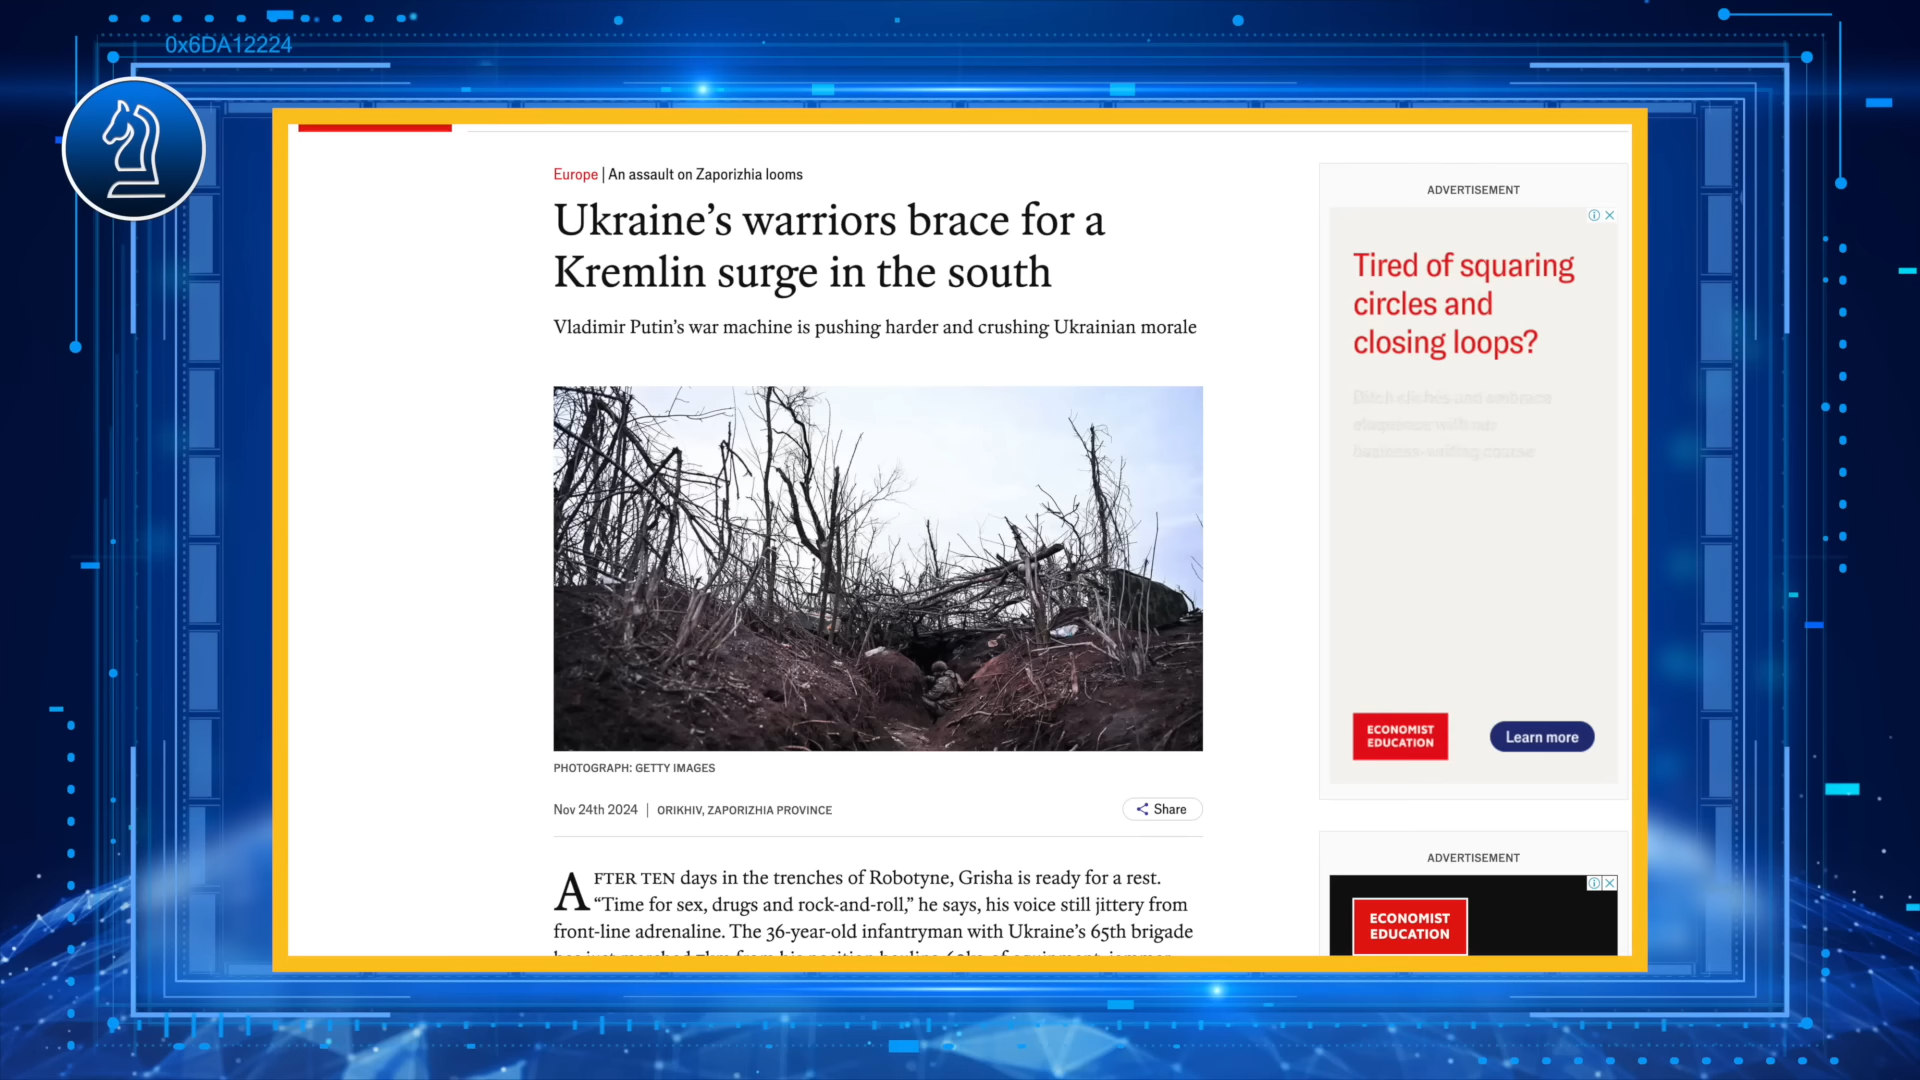 0x6DA12224
Europe | An assault on Zaporizhia looms
Ukraine’s warriors brace for a
Kremlin surge in the south
Vladimir Putin’s war machine is pushing harder and crushing Ukrainian morale
PHOTOGRAPH: GETTY IMAGES
Nov 24th 2024 | ORIKHIV, ZAPORIZHIA PROVINCE
Share
AFTER TEN days in the trenches of Robotyne, Grisha is ready for a rest.
“Time for sex, drugs and rock-and-roll,” he says, his voice still jittery from
front-line adrenaline. The 36-year-old infantryman with Ukraine’s 65th brigade
ADVERTISEMENT
Tired of squaring
circles and
closing loops?
ECONOMIST
EDUCATION
Learn more
ADVERTISEMENT
ECONOMIST
EDUCATION